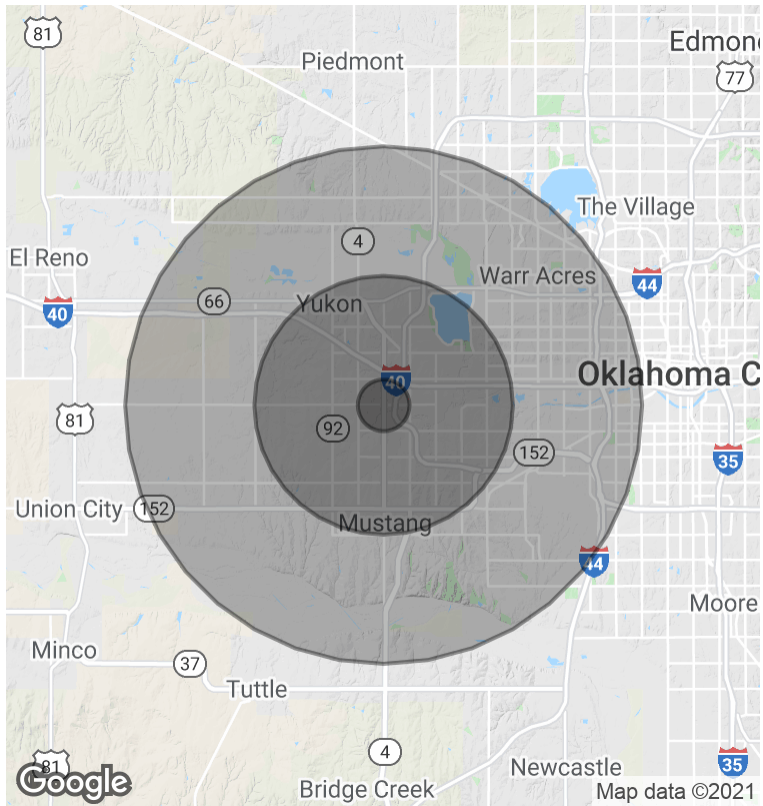 81
Piedmont
Edmon
77
The Village
4
El Reno
Warr Acres
44
66
Yukon
40
40
Oklahoma C
81
92
152
35
Union City
152
Mustang
44
Moore
Minco
37
Tuttle
4
81
35
Newcastle
Bridge Creek
Google
Map data ©2021